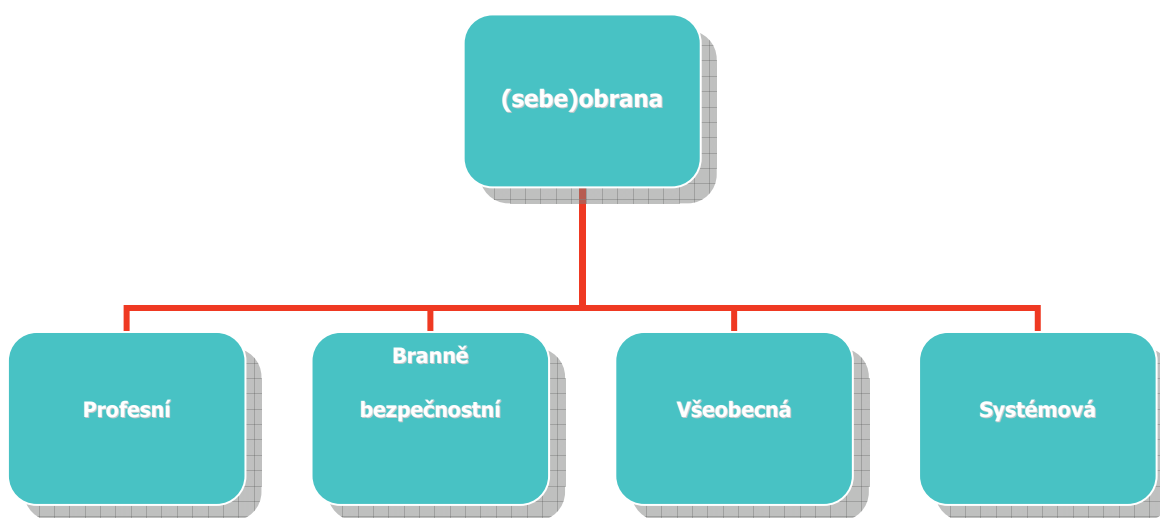 (sebe)obrana
Profesní
Branně
bezpečnostní
Všeobecná
Systémová